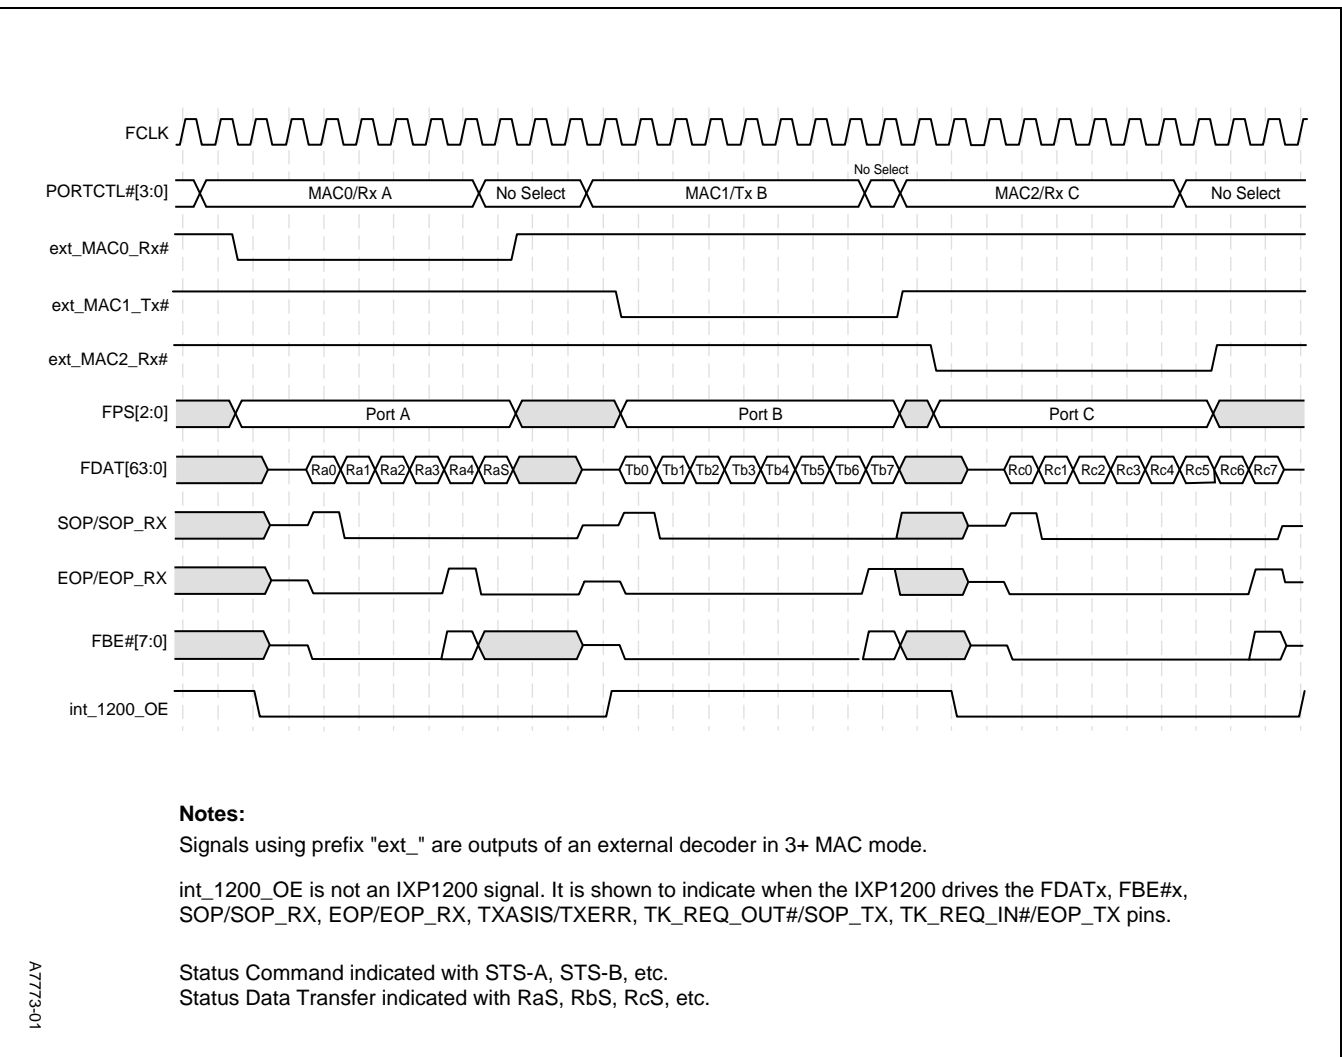 FCLK
No Select
PORTCTL#[3:0] MAC0/Rx A No Select MAC1/Tx B MAC2/Rx C No Select
ext_MAC0_Rx#
ext_MAC1_Tx#
ext_MAC2_Rx#
FPS[2:0] Port A Port B Port C
FDAT[63:0] Ra0 Ra1 Ra2 Ra3 Ra4 RaS Tb0 Tb1 Tb2 Tb3 Tb4 Tb5 Tb6 Tb7 Rc0 Rc1 Rc2 Rc3 Rc4 Rc5 Rc6 Rc7
SOP/SOP_RX
EOP/EOP_RX
FBE#[7:0]
int_1200_OE
Notes:
Signals using prefix "ext_" are outputs of an external decoder in 3+ MAC mode.
int_1200_OE is not an IXP1200 signal. It is shown to indicate when the IXP1200 drives the FDATx, FBE#x,
SOP/SOP_RX, EOP/EOP_RX, TXASIS/TXERR, TK_REQ_OUT#/SOP_TX, TK_REQ_IN#/EOP_TX pins.
Status Command indicated with STS-A, STS-B, etc.
Status Data Transfer indicated with RaS, RbS, RcS, etc.
A7773-01